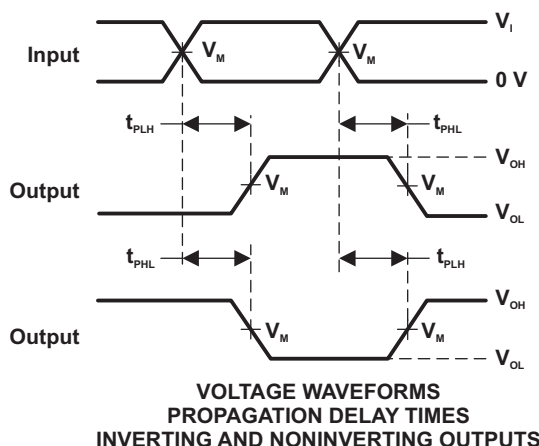 V_I
Input V_M V_M
0 V
t_PLH t_PHL
V_OH
Output V_M V_M
V_OL
t_PHL t_PLH
V_OH
Output V_M V_M
V_OL
VOLTAGE WAVEFORMS
PROPAGATION DELAY TIMES
INVERTING AND NONINVERTING OUTPUTS